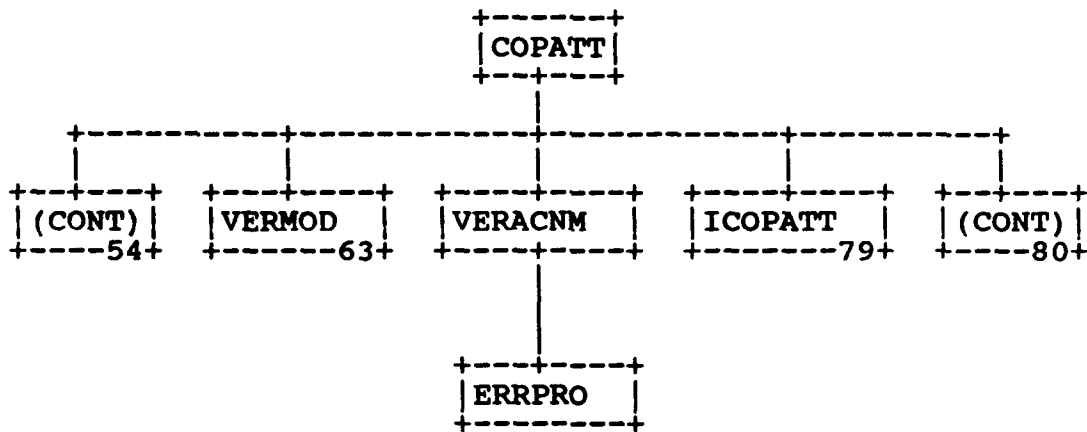 COPATT
(CONT) VERMOD VERACNM ICOPATT (CONT)
54 63 79 80
ERRPRO